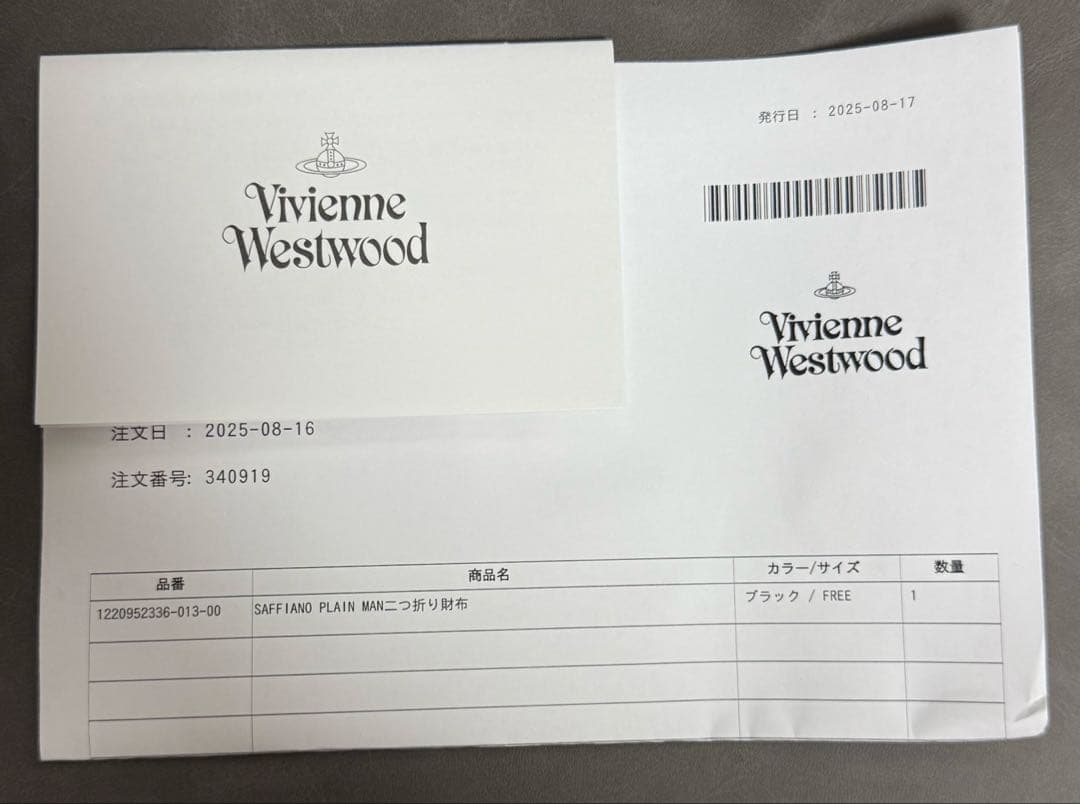 Vivienne
Westwood
発行日 : 2025-08-17
Vivienne
Westwood
注文日 : 2025-08-16
注文番号: 340919
品番 商品名 カラー/サイズ 数量
1220952336-013-00 SAFFIANO PLAIN MAN二つ折り財布 ブラック / FREE 1